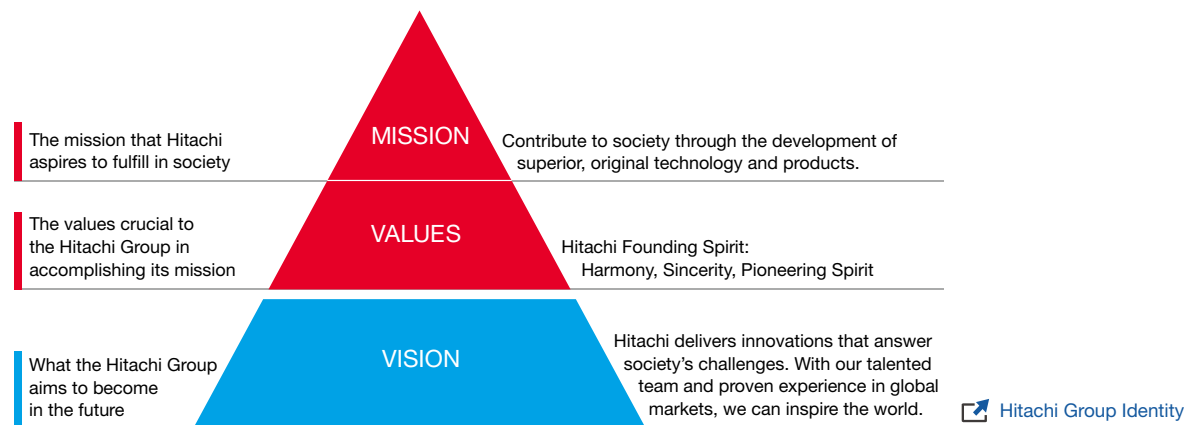 The mission that Hitachi
aspires to fulfill in society
MISSION
Contribute to society through the development of
superior, original technology and products.
The values crucial to
the Hitachi Group in
accomplishing its mission
VALUES
Hitachi Founding Spirit:
Harmony, Sincerity, Pioneering Spirit
What the Hitachi Group
aims to become
in the future
VISION
Hitachi delivers innovations that answer
society’s challenges. With our talented
team and proven experience in global
markets, we can inspire the world.
Hitachi Group Identity